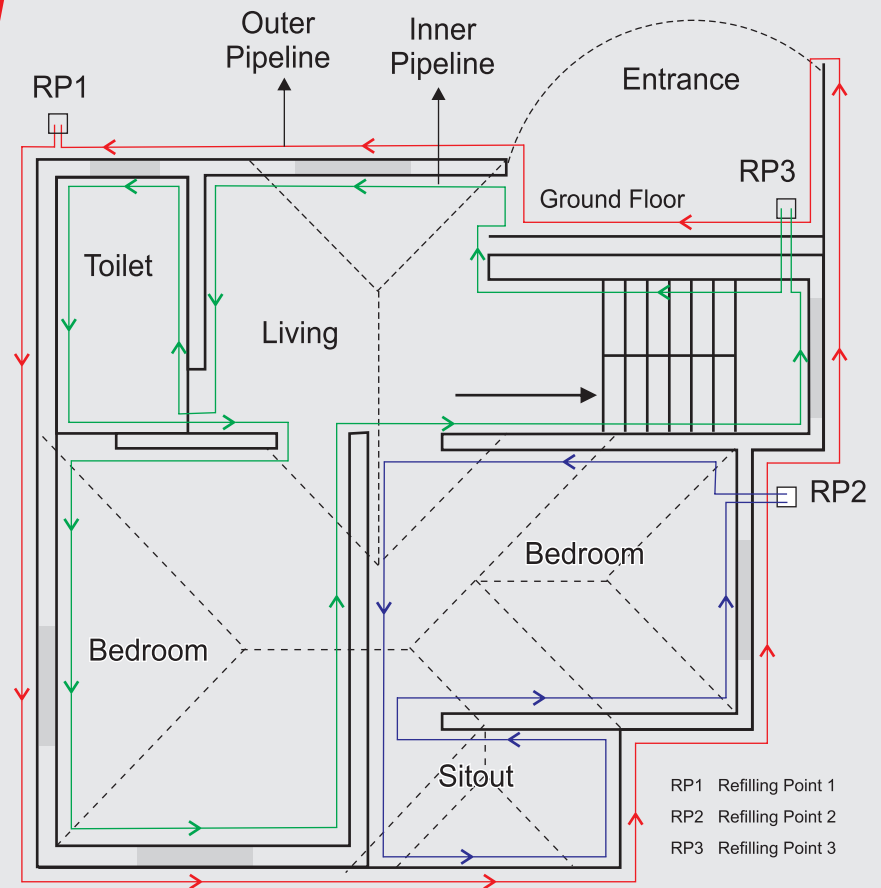 Outer
Pipeline
Inner
Pipeline
RP1
Entrance
RP3
Ground Floor
Toilet
Living
RP2
Bedroom
Bedroom
Sitout
RP1 Refilling Point 1
RP2 Refilling Point 2
RP3 Refilling Point 3